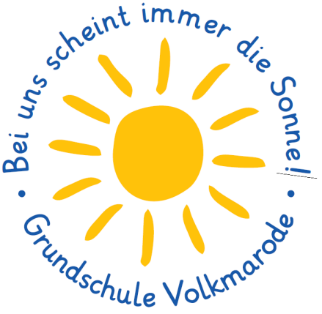 Bei uns scheint immer die Sonne!
Grundschule Volkmarode